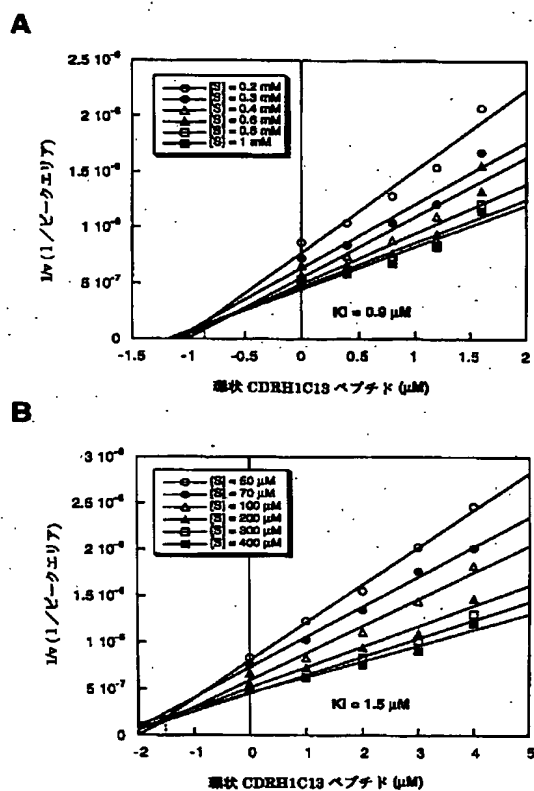 A
2.5 10⁻⁶
2 10⁻⁶
1.5 10⁻⁶
1 10⁻⁶
5 10⁻⁷
0
1/v (1/ピークエリア)
[S] = 0.2 mM
[S] = 0.3 mM
[S] = 0.4 mM
[S] = 0.6 mM
[S] = 0.8 mM
[S] = 1 mM
Ki = 0.9 μM
-1.5 -1 -0.5 0 0.5 1 1.5 2
環状 CDRH1C13 ペプチド (μM)
B
3 10⁻⁶
2.5 10⁻⁶
2 10⁻⁶
1.5 10⁻⁶
1 10⁻⁶
5 10⁻⁷
0
1/v (1/ピークエリア)
[S] = 50 μM
[S] = 70 μM
[S] = 100 μM
[S] = 200 μM
[S] = 300 μM
[S] = 400 μM
Ki = 1.5 μM
-2 -1 0 1 2 3 4 5
環状 CDRH1C13 ペプチド (μM)